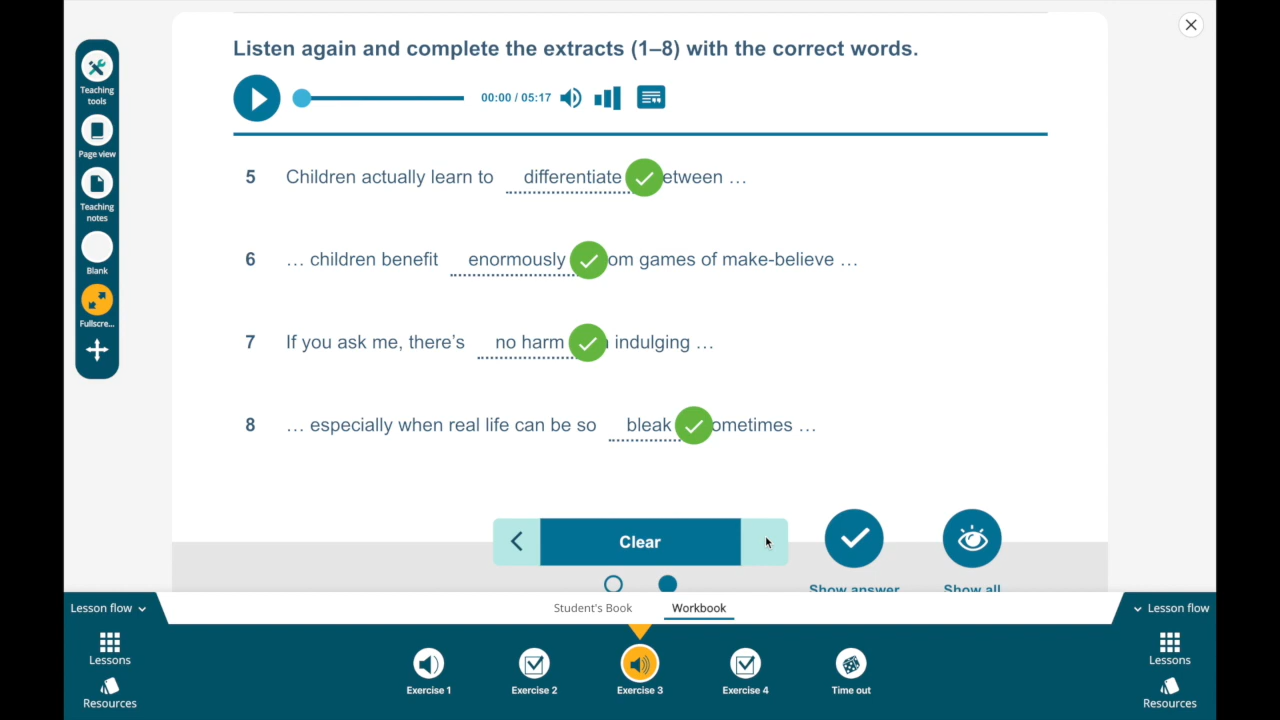 Listen again and complete the extracts (1–8) with the correct words.
00:00 / 05:17
Teaching
tools
Page view
Teaching
notes
Blank
Fullscre...
5 Children actually learn to differentiate etween …
6 … children benefit enormously om games of make-believe …
7 If you ask me, there's no harm indulging …
8 … especially when real life can be so bleak ometimes …
Clear
Show answer
Show all
Lesson flow
Student's Book
Workbook
Lesson flow
Lessons
Resources
Exercise 1
Exercise 2
Exercise 3
Exercise 4
Time out
Lessons
Resources